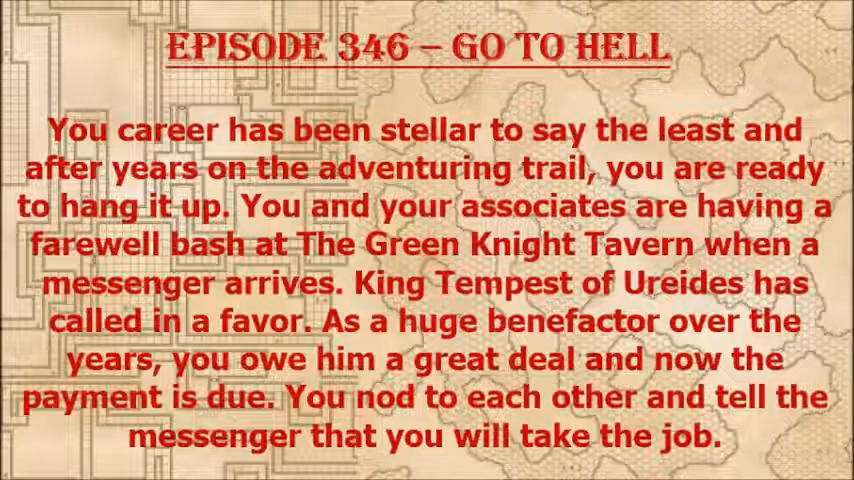 EPISODE 346 – GO TO HELL
You career has been stellar to say the least and
after years on the adventuring trail, you are ready
to hang it up. You and your associates are having a
farewell bash at The Green Knight Tavern when a
messenger arrives. King Tempest of Ureides has
called in a favor. As a huge benefactor over the
years, you owe him a great deal and now the
payment is due. You nod to each other and tell the
messenger that you will take the job.